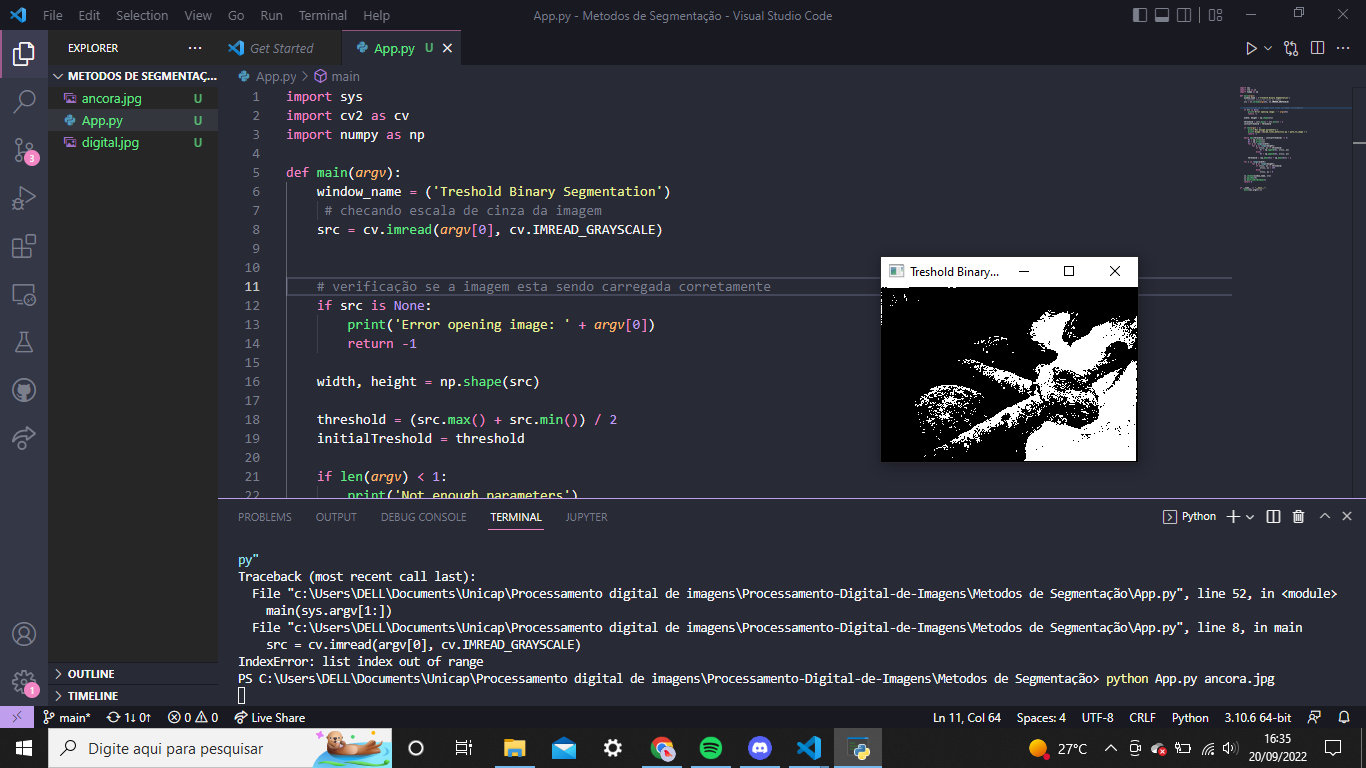 File Edit Selection View Go Run Terminal Help App.py - Metodos de Segmentação - Visual Studio Code
EXPLORER
METODOS DE SEGMENTAÇ...
ancora.jpg U
App.py U
digital.jpg U
OUTLINE
TIMELINE
Get Started App.py U
App.py > main
1 import sys
2 import cv2 as cv
3 import numpy as np
4
5 def main(argv):
6 window_name = ('Treshold Binary Segmentation')
7 # checando escala de cinza da imagem
8 src = cv.imread(argv[0], cv.IMREAD_GRAYSCALE)
9
10
11 # verificação se a imagem esta sendo carregada corretamente
12 if src is None:
13 print('Error opening image: ' + argv[0])
14 return -1
15
16 width, height = np.shape(src)
17
18 threshold = (src.max() + src.min()) / 2
19 initialTreshold = threshold
20
21 if len(argv) < 1:
22 print('Not enough parameters')
Treshold Binary...
PROBLEMS OUTPUT DEBUG CONSOLE TERMINAL JUPYTER
Python
py"
Traceback (most recent call last):
File "c:\Users\DELL\Documents\Unicap\Processamento digital de imagens\Processamento-Digital-de-Imagens\Metodos de Segmentação\App.py", line 52, in <module>
main(sys.argv[1:])
File "c:\Users\DELL\Documents\Unicap\Processamento digital de imagens\Processamento-Digital-de-Imagens\Metodos de Segmentação\App.py", line 8, in main
src = cv.imread(argv[0], cv.IMREAD_GRAYSCALE)
IndexError: list index out of range
PS C:\Users\DELL\Documents\Unicap\Processamento digital de imagens\Processamento-Digital-de-Imagens\Metodos de Segmentação> python App.py ancora.jpg
3
1
main* 1↓ 0↑ 0 0 Live Share Ln 11, Col 64 Spaces: 4 UTF-8 CRLF Python 3.10.6 64-bit
Digite aqui para pesquisar
27°C
16:35
20/09/2022